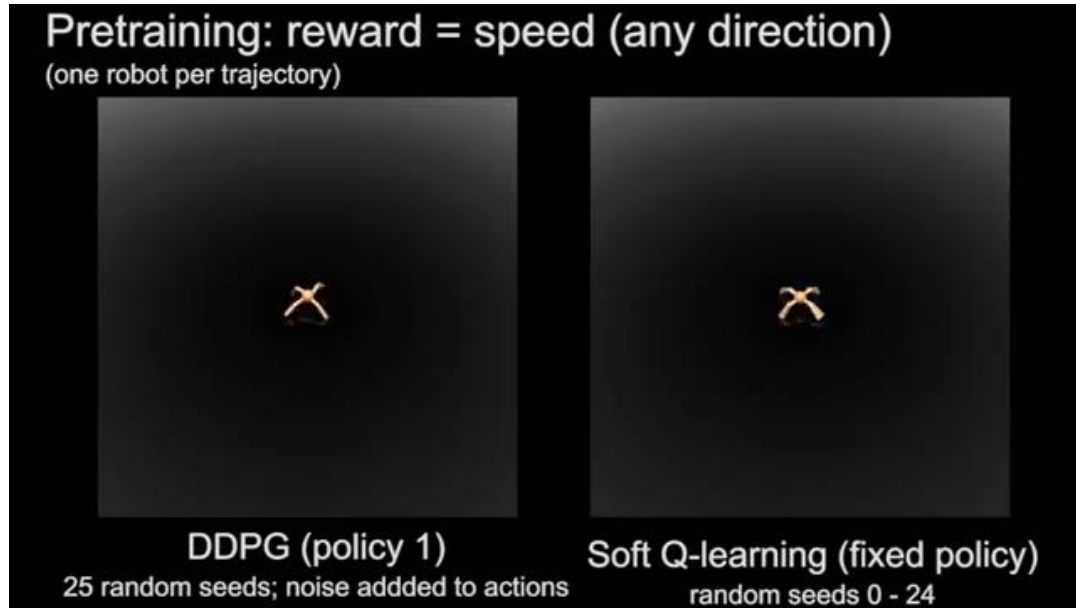 Pretraining: reward = speed (any direction)
(one robot per trajectory)
DDPG (policy 1)
25 random seeds; noise addded to actions
Soft Q-learning (fixed policy)
random seeds 0 - 24